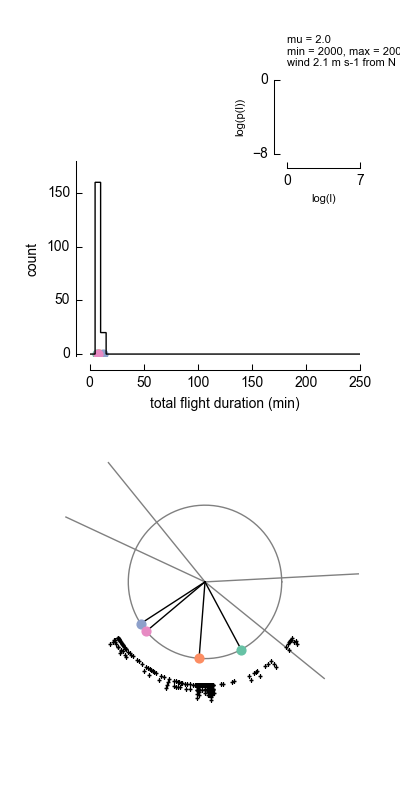 mu = 2.0
min = 2000, max = 200
wind 2.1 m s-1 from N
0
log(p(l))
−8
0 7
log(l)
150
100
count
50
0
0 50 100 150 200 250
total flight duration (min)